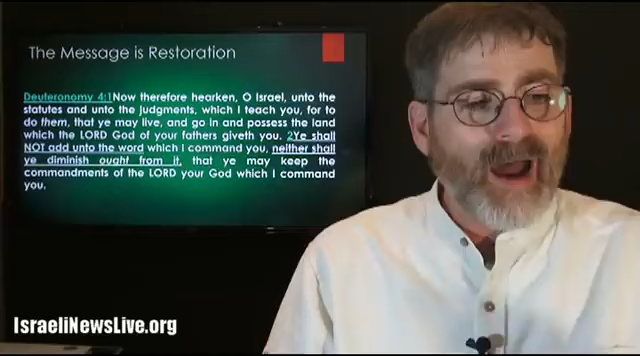 The Message is Restoration
Deuteronomy 4:1Now therefore hearken, O Israel, unto the
statutes and unto the judgments, which I teach you, for to
do them, that ye may live, and go in and possess the land
which the LORD God of your fathers giveth you. 2Ye shall
NOT add unto the word which I command you, neither shall
ye diminish ought from it, that ye may keep the
commandments of the LORD your God which I command
you.
IsraeliNewsLive.org